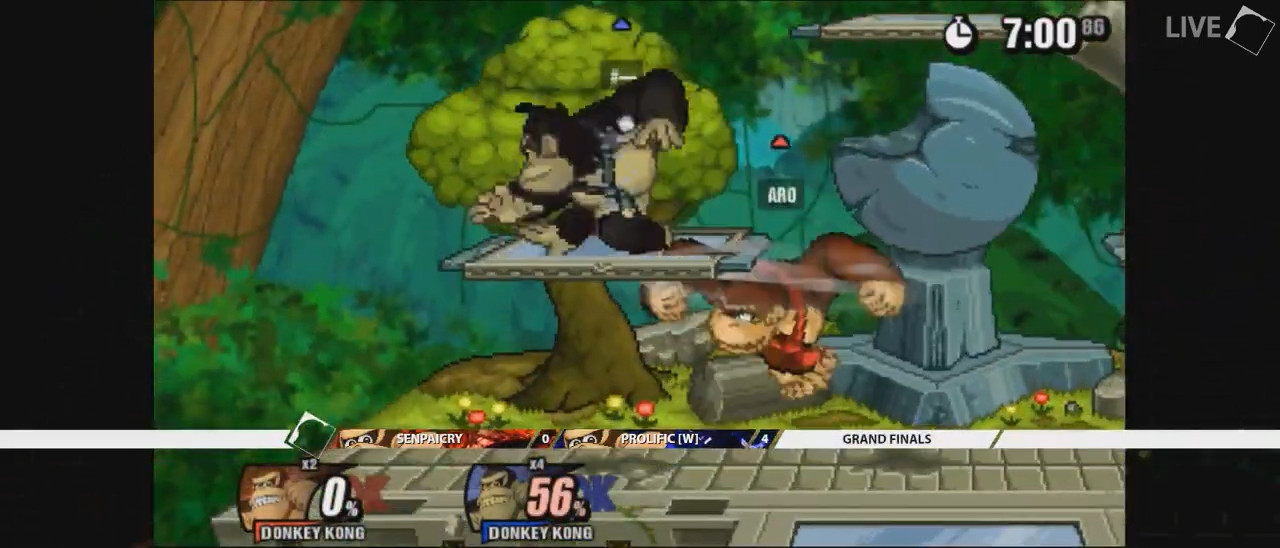 LIVE
7:00 86
ARO
SENPAICRY 0 PROLIFIC [W] 4 GRAND FINALS
x2 x4
0% 56%
DONKEY KONG DONKEY KONG